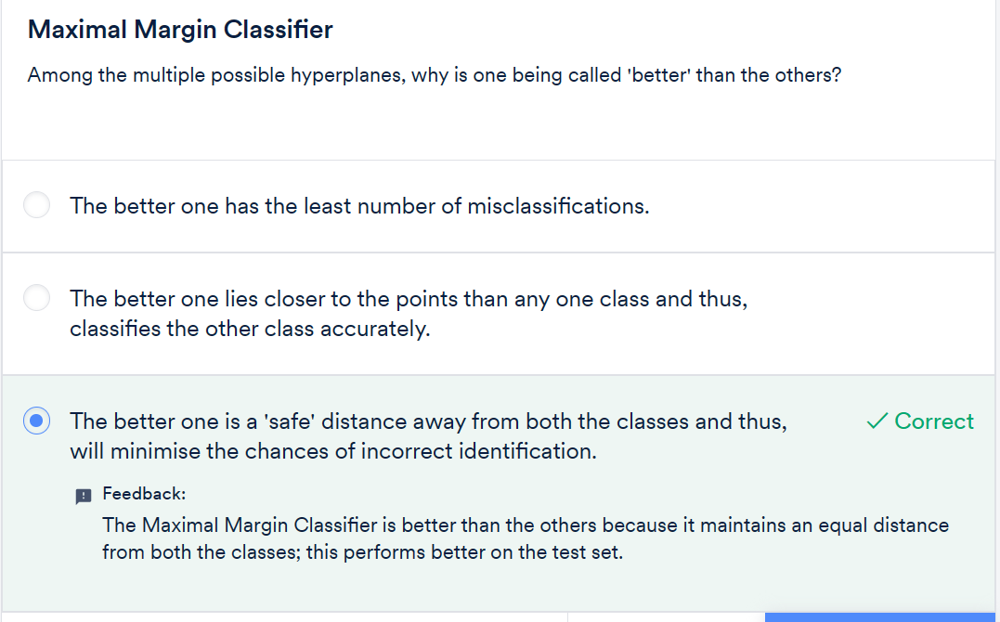 Maximal Margin Classifier
Among the multiple possible hyperplanes, why is one being called 'better' than the others?
The better one has the least number of misclassifications.
The better one lies closer to the points than any one class and thus,
classifies the other class accurately.
The better one is a 'safe' distance away from both the classes and thus,
will minimise the chances of incorrect identification.
Correct
Feedback:
The Maximal Margin Classifier is better than the others because it maintains an equal distance
from both the classes; this performs better on the test set.